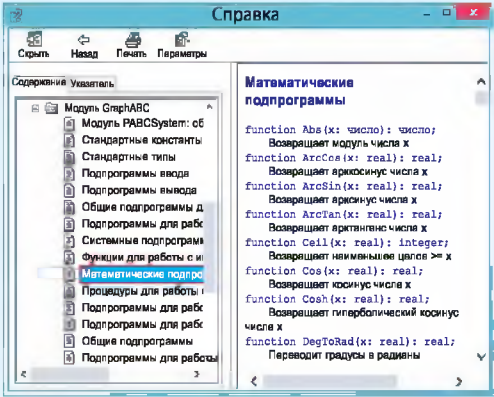 Справка
Скрыть Назад Печать Параметры
Содержание Указатель
Модуль GraphABC
Модуль PABCSystem: об
Стандартные константы
Стандартные типы
Подпрограммы ввода
Подпрограммы вывода
Общие подпрограммы д
Подпрограммы для рабо
Системные подпрограмм
Функции для работы с и
Математические подпро
Процедуры для работы
Подпрограммы для рабо
Подпрограммы для рабо
Общие подпрограммы
Подпрограммы для работы
Математические
подпрограммы
function Abs(x: число): число;
Возвращает модуль числа x
function ArcCos(x: real): real;
Возвращает арккосинус числа x
function ArcSin(x: real): real;
Возвращает арксинус числа x
function ArcTan(x: real): real;
Возвращает арктангенс числа x
function Ceil(x: real): integer;
Возвращает наименьшее целое >= x
function Cos(x: real): real;
Возвращает косинус числа x
function Cosh(x: real): real;
Возвращает гиперболический косинус
числа x
function DegToRad(x: real): real;
Переводит градусы в радианы